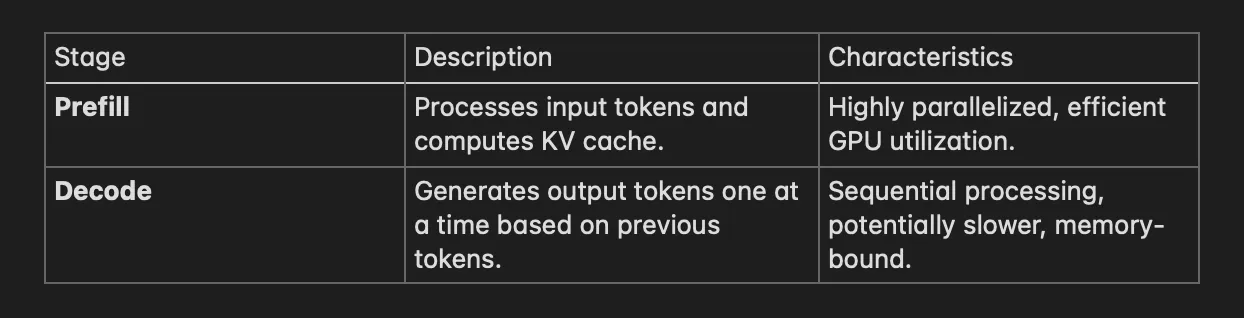 Stage Description Characteristics
Prefill Processes input tokens and Highly parallelized, efficient
computes KV cache. GPU utilization.
Decode Generates output tokens one at Sequential processing,
a time based on previous potentially slower, memory-
tokens. bound.